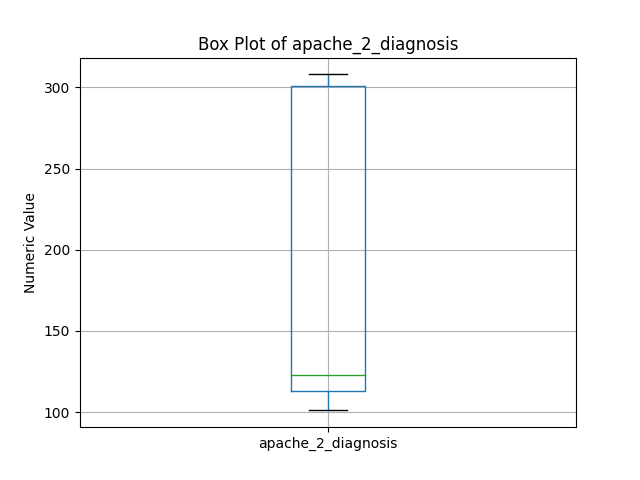 Box Plot of apache_2_diagnosis
Numeric Value
300
250
200
150
100
apache_2_diagnosis